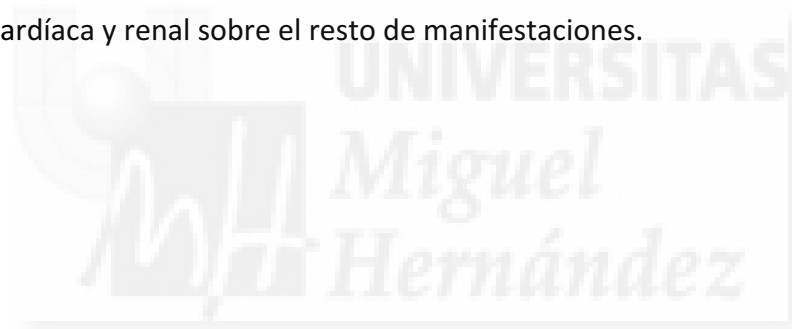 ardíaca y renal sobre el resto de manifestaciones.
UNIVERSITAS
Miguel
Hernández